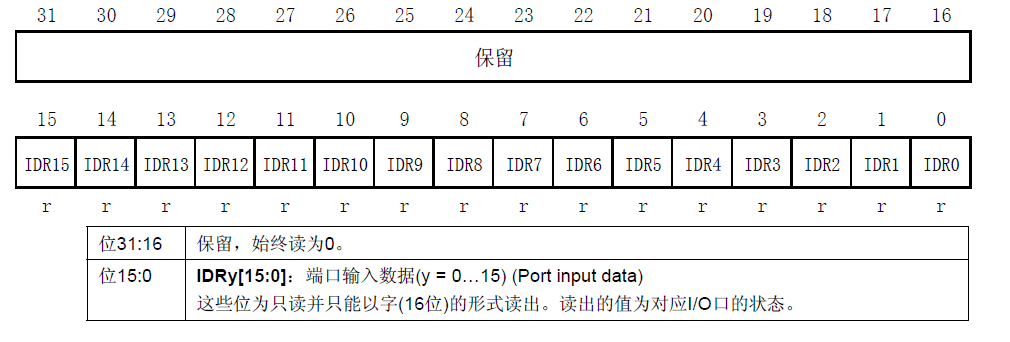 31 30 29 28 27 26 25 24 23 22 21 20 19 18 17 16
保留
15 14 13 12 11 10 9 8 7 6 5 4 3 2 1 0
IDR15 IDR14 IDR13 IDR12 IDR11 IDR10 IDR9 IDR8 IDR7 IDR6 IDR5 IDR4 IDR3 IDR2 IDR1 IDR0
r r r r r r r r r r r r r r r r
位31:16 保留，始终读为0。
位15:0 IDRy[15:0]：端口输入数据(y = 0…15) (Port input data)
这些位为只读并只能以字(16位)的形式读出。读出的值为对应I/O口的状态。